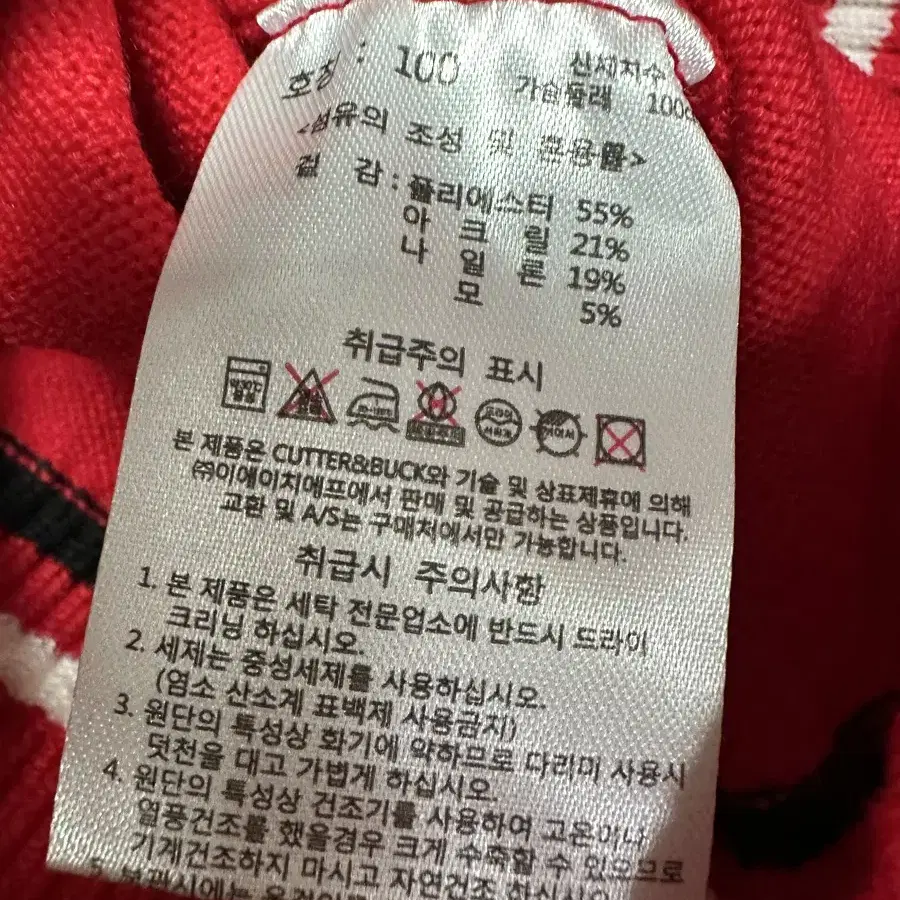 호칭 : 100
신체치수
가슴둘레 100
<섬유의 조성 및 혼용률>
겉 감 : 폴리에스터 55%
아 크 릴 21%
나 일 론 19%
모 5%
취급주의 표시
드라이
본 제품은 CUTTER&BUCK와 기술 및 상표제휴에 의해
㈜이에이치에프에서 판매 및 공급하는 상품입니다.
교환 및 A/S는 구매처에서만 가능합니다.
취급시 주의사항
1. 본 제품은 세탁 전문업소에 반드시 드라이
크리닝 하십시오.
2. 세제는 중성세제를 사용하십시오.
(염소 산소계 표백제 사용금지)
3. 원단의 특성상 화기에 약하므로 다리미 사용시
덧천을 대고 가볍게 하십시오.
4. 원단의 특성상 건조기를 사용하여 고온이나
열풍건조를 했을경우 크게 수축할 수 있으므로
기계건조하지 마시고 자연건조 하십시오.